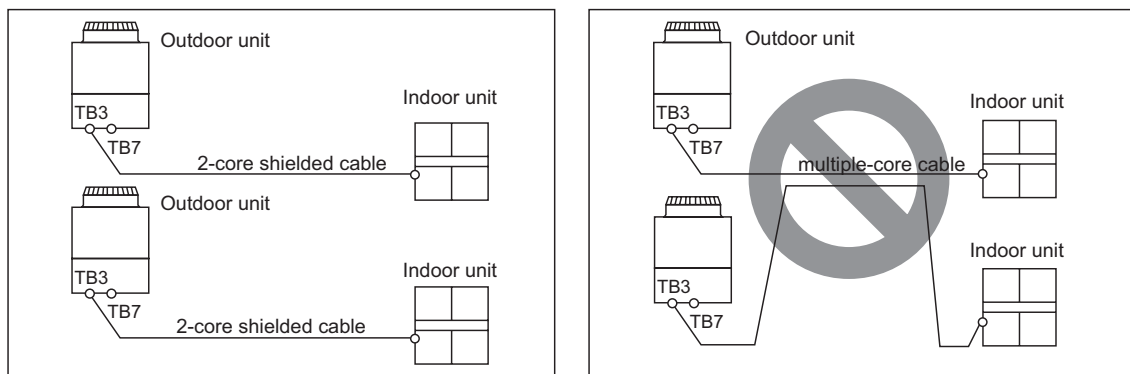 Outdoor unit
TB3
TB7
Indoor unit
2-core shielded cable
Outdoor unit
TB3
TB7
Indoor unit
2-core shielded cable
Outdoor unit
TB3
TB7
Indoor unit
multiple-core cable
TB3
TB7
Indoor unit